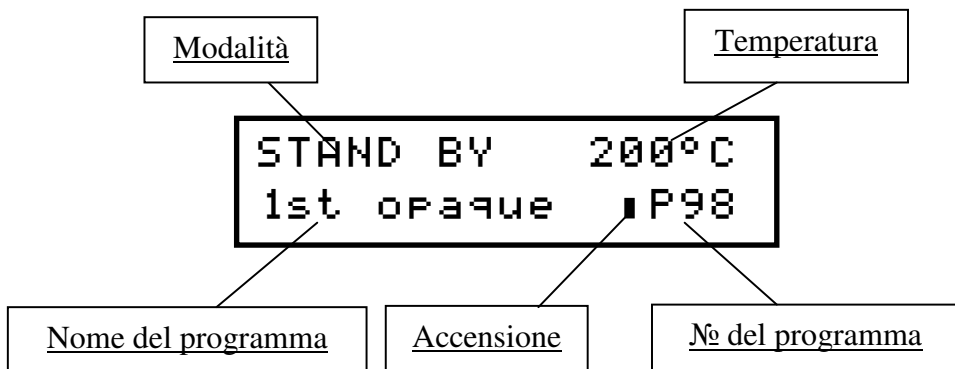 Modalità
Temperatura
STAND BY 200°C
1st opaque ▮P98
Nome del programma
Accensione
№ del programma